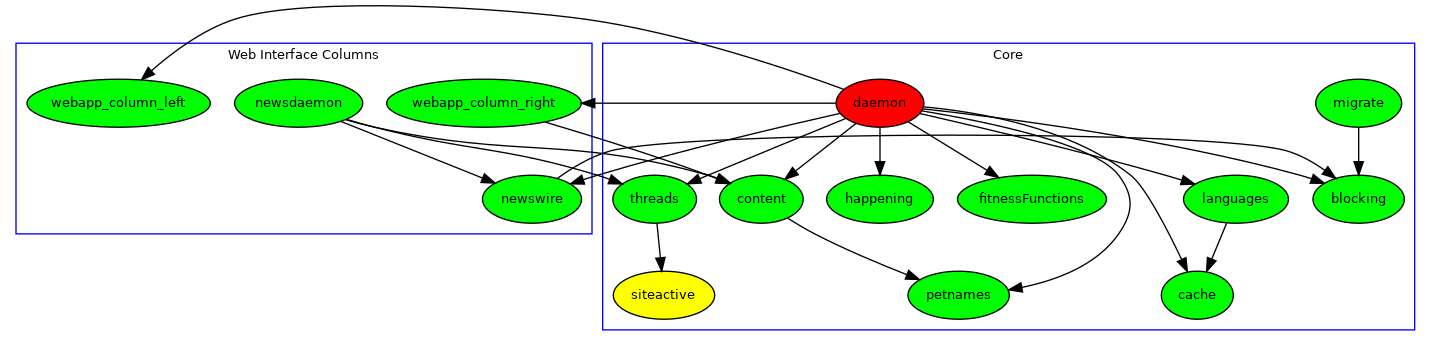 Web Interface Columns
Core
webapp_column_left
newsdaemon
webapp_column_right
daemon
migrate
newswire
threads
content
happening
fitnessFunctions
languages
blocking
siteactive
petnames
cache